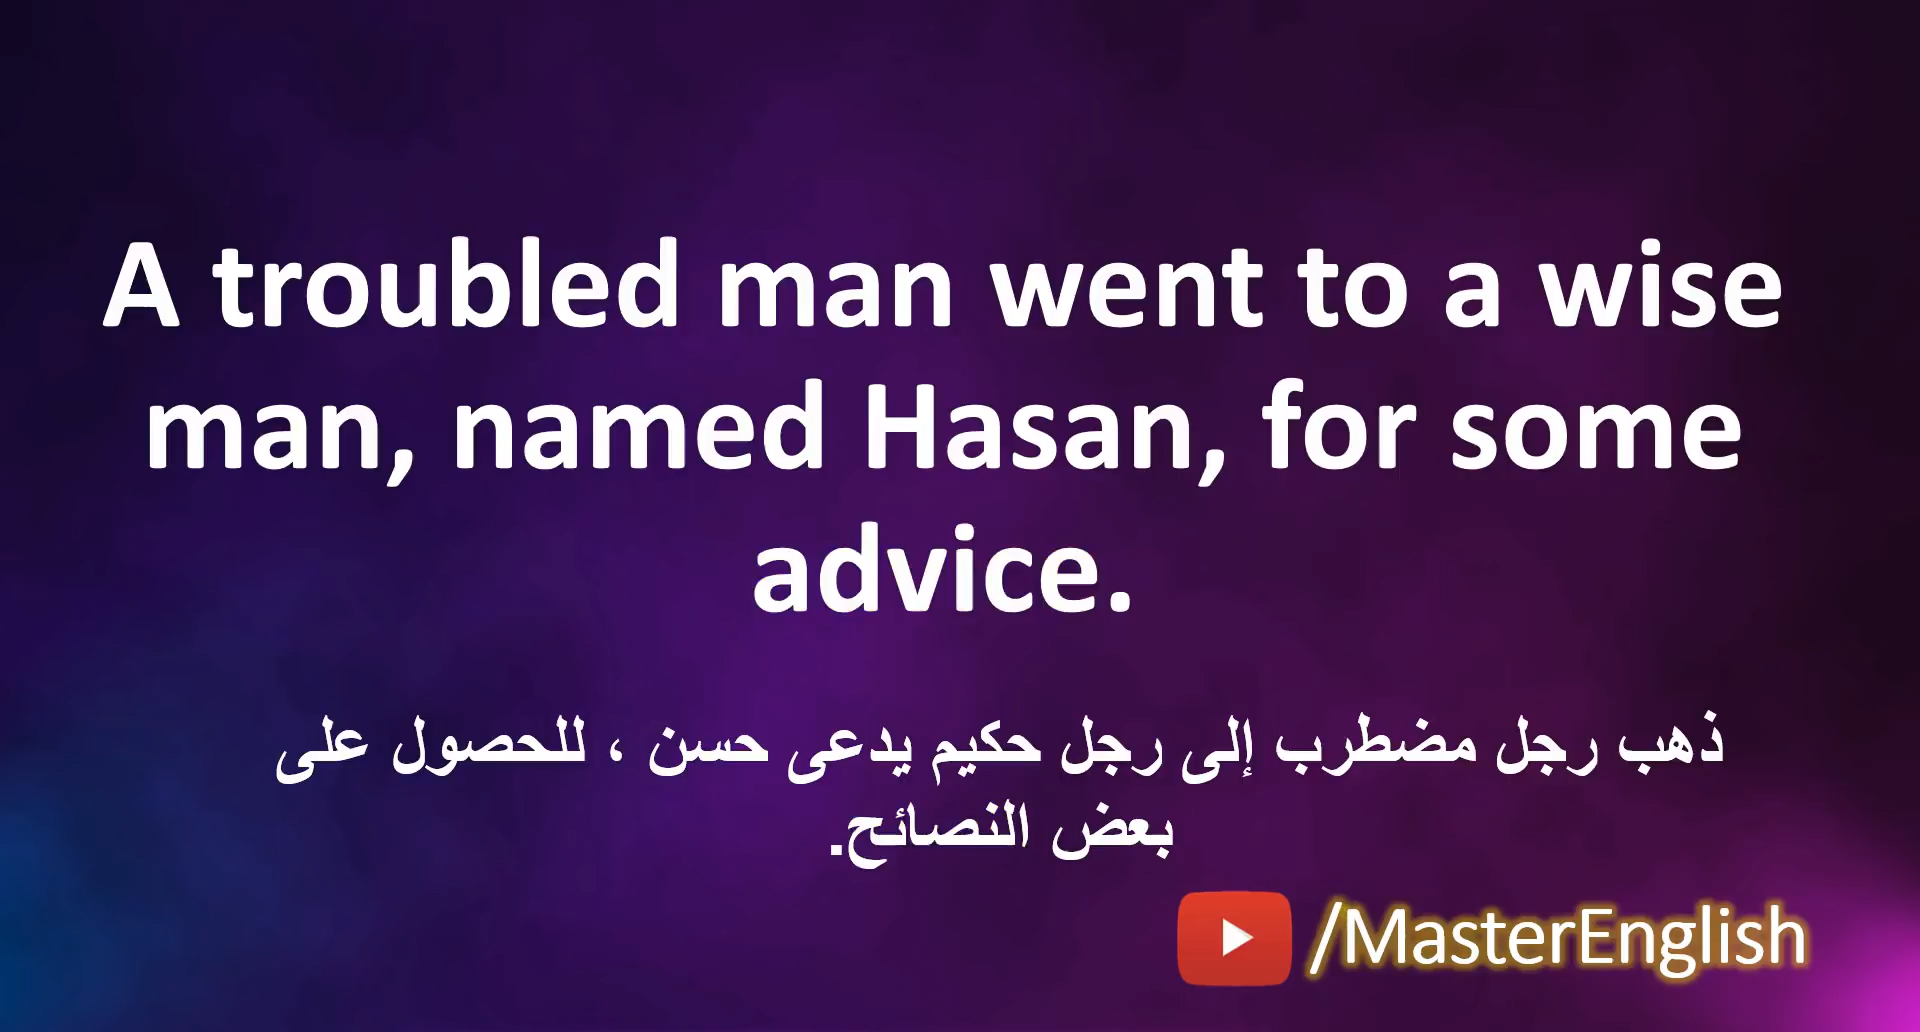 A troubled man went to a wise
man, named Hasan, for some
advice.
ذهب رجل مضطرب إلى رجل حكيم يدعى حسن ، للحصول على
بعض النصائح.
/MasterEnglish